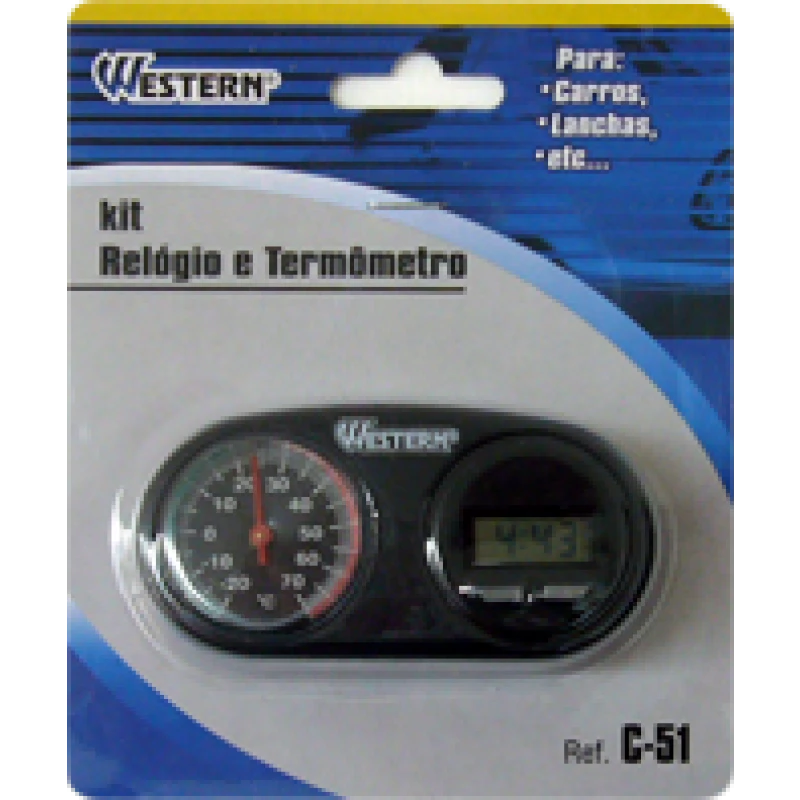 WESTERN®
Para:
• Carros,
• Lanchas,
• etc...
kit
Relógio e Termômetro
WESTERN®
-20 -10 0 10 20 30 40 50 60 70
°C
4:43
Ref. C-51